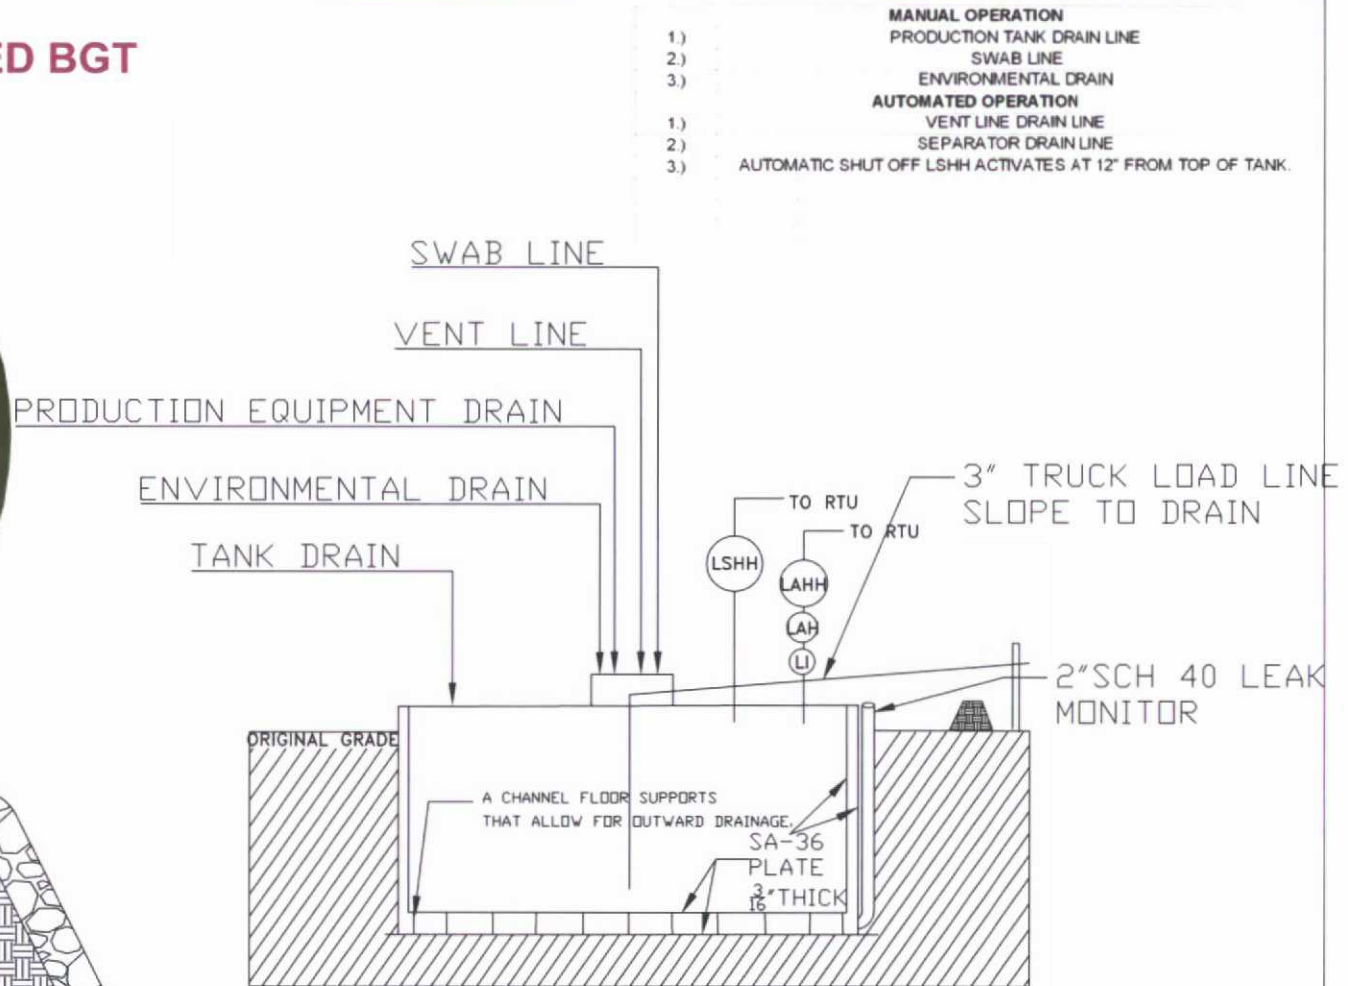 ED BGT
MANUAL OPERATION
1.) PRODUCTION TANK DRAIN LINE
2.) SWAB LINE
3.) ENVIRONMENTAL DRAIN
AUTOMATED OPERATION
1.) VENT LINE DRAIN LINE
2.) SEPARATOR DRAIN LINE
3.) AUTOMATIC SHUT OFF LSHH ACTIVATES AT 12" FROM TOP OF TANK.
SWAB LINE
VENT LINE
PRODUCTION EQUIPMENT DRAIN
ENVIRONMENTAL DRAIN
TANK DRAIN
3" TRUCK LOAD LINE
SLOPE TO DRAIN
TO RTU
TO RTU
LSHH
LAHH
LAH
LI
2"SCH 40 LEAK
MONITOR
ORIGINAL GRADE
A CHANNEL FLOOR SUPPORTS
THAT ALLOW FOR OUTWARD DRAINAGE.
SA-36
PLATE
3/16" THICK